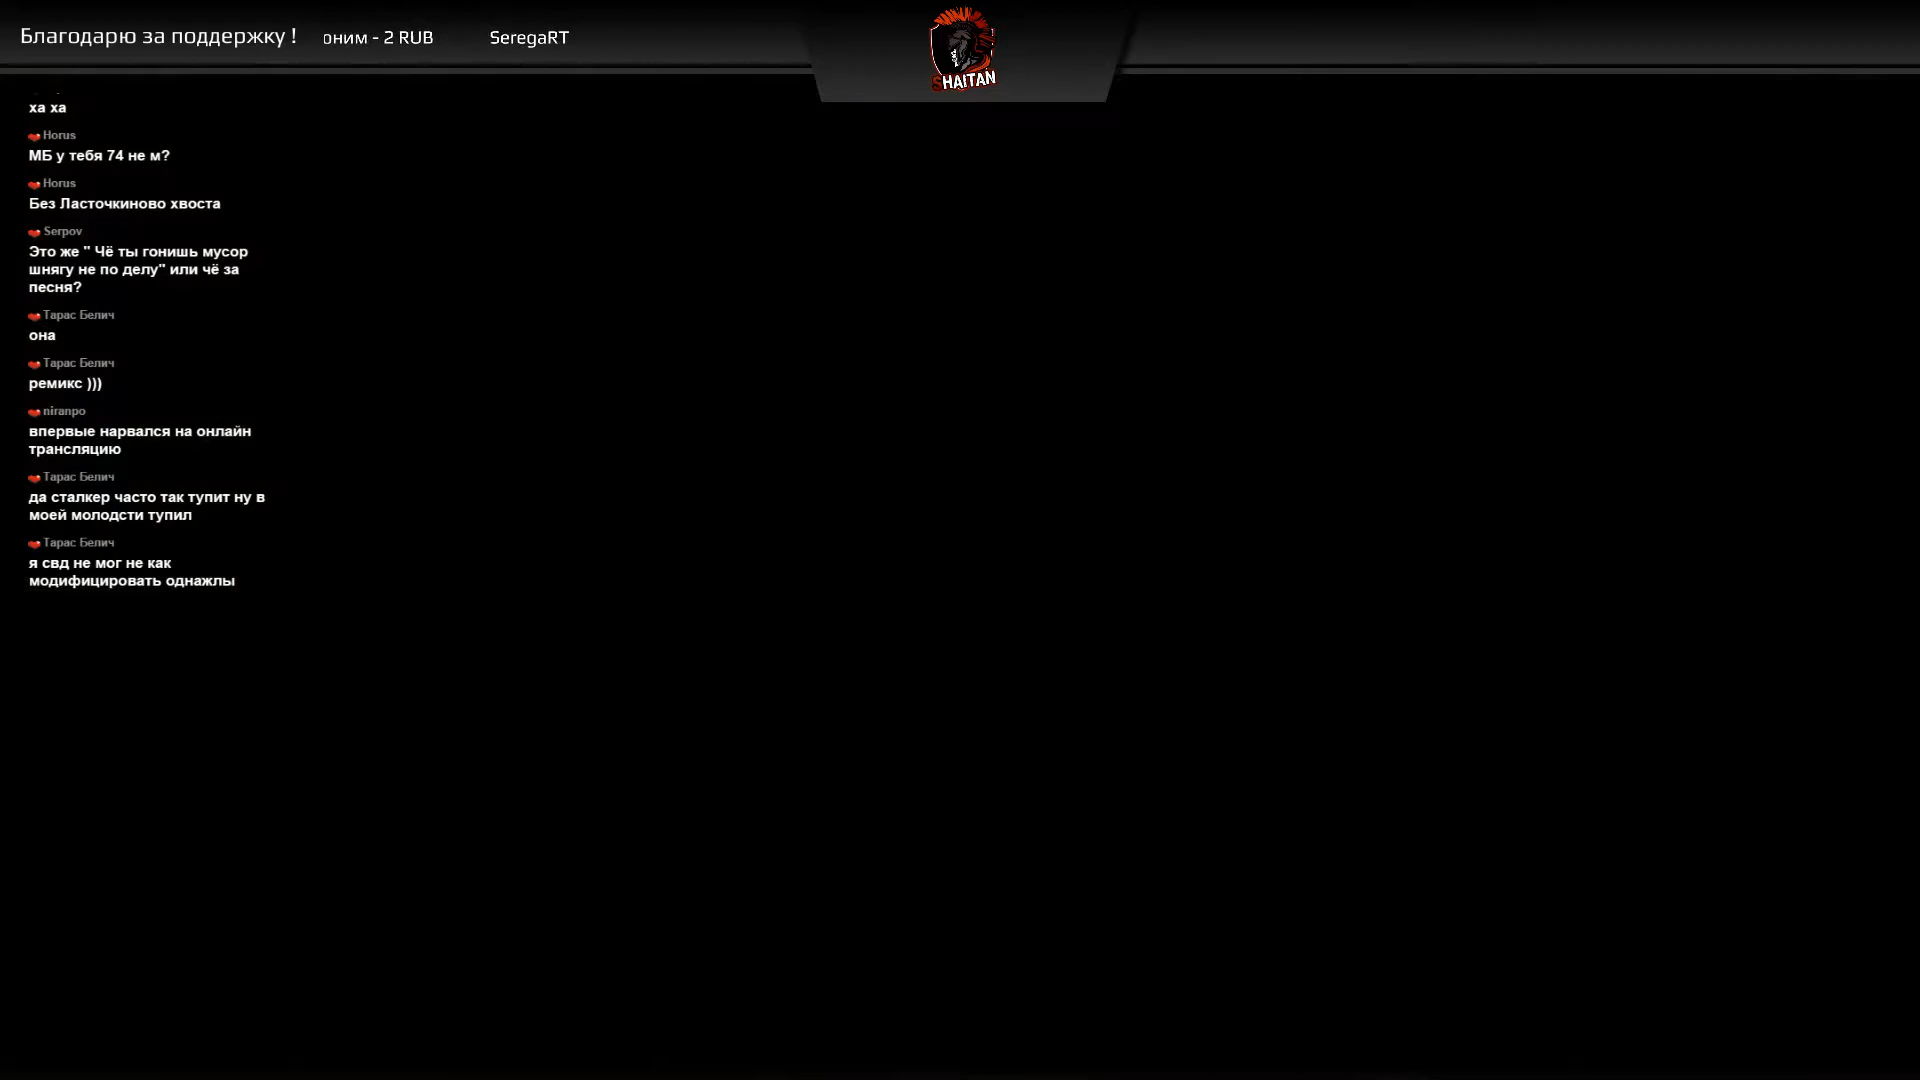 Благодарю за поддержку !
оним - 2 RUB
SeregaRT
SHAITAN
ха ха
Horus
МБ у тебя 74 не м?
Horus
Без Ласточкиново хвоста
Serpov
Это же " Чё ты гонишь мусор
шнягу не по делу" или чё за
песня?
Тарас Белич
она
Тарас Белич
ремикс )))
niranpo
впервые нарвался на онлайн
трансляцию
Тарас Белич
да сталкер часто так тупит ну в
моей молодсти тупил
Тарас Белич
я свд не мог не как
модифицировать однажлы